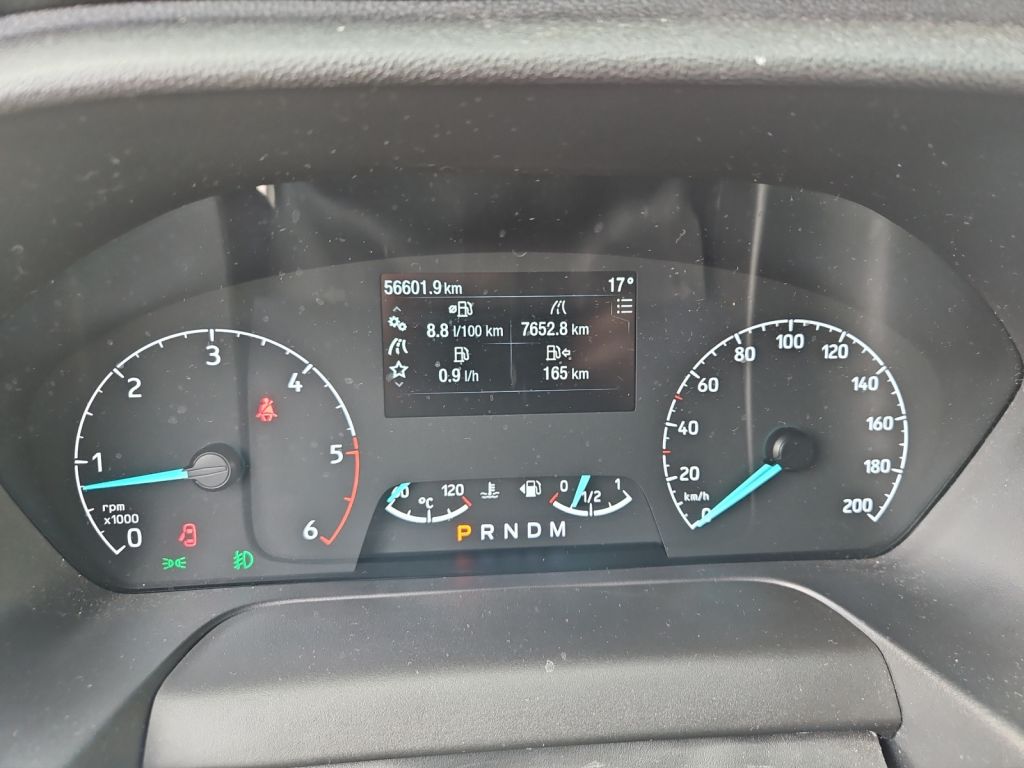 56601.9 km 17°
8.8 l/100 km 7652.8 km
0.9 l/h 165 km
0 1 2 3 4 5 6
rpm
x1000
120
°C
0 1/2 1
P R N D M
0 20 40 60 80 100 120 140 160 180 200
km/h